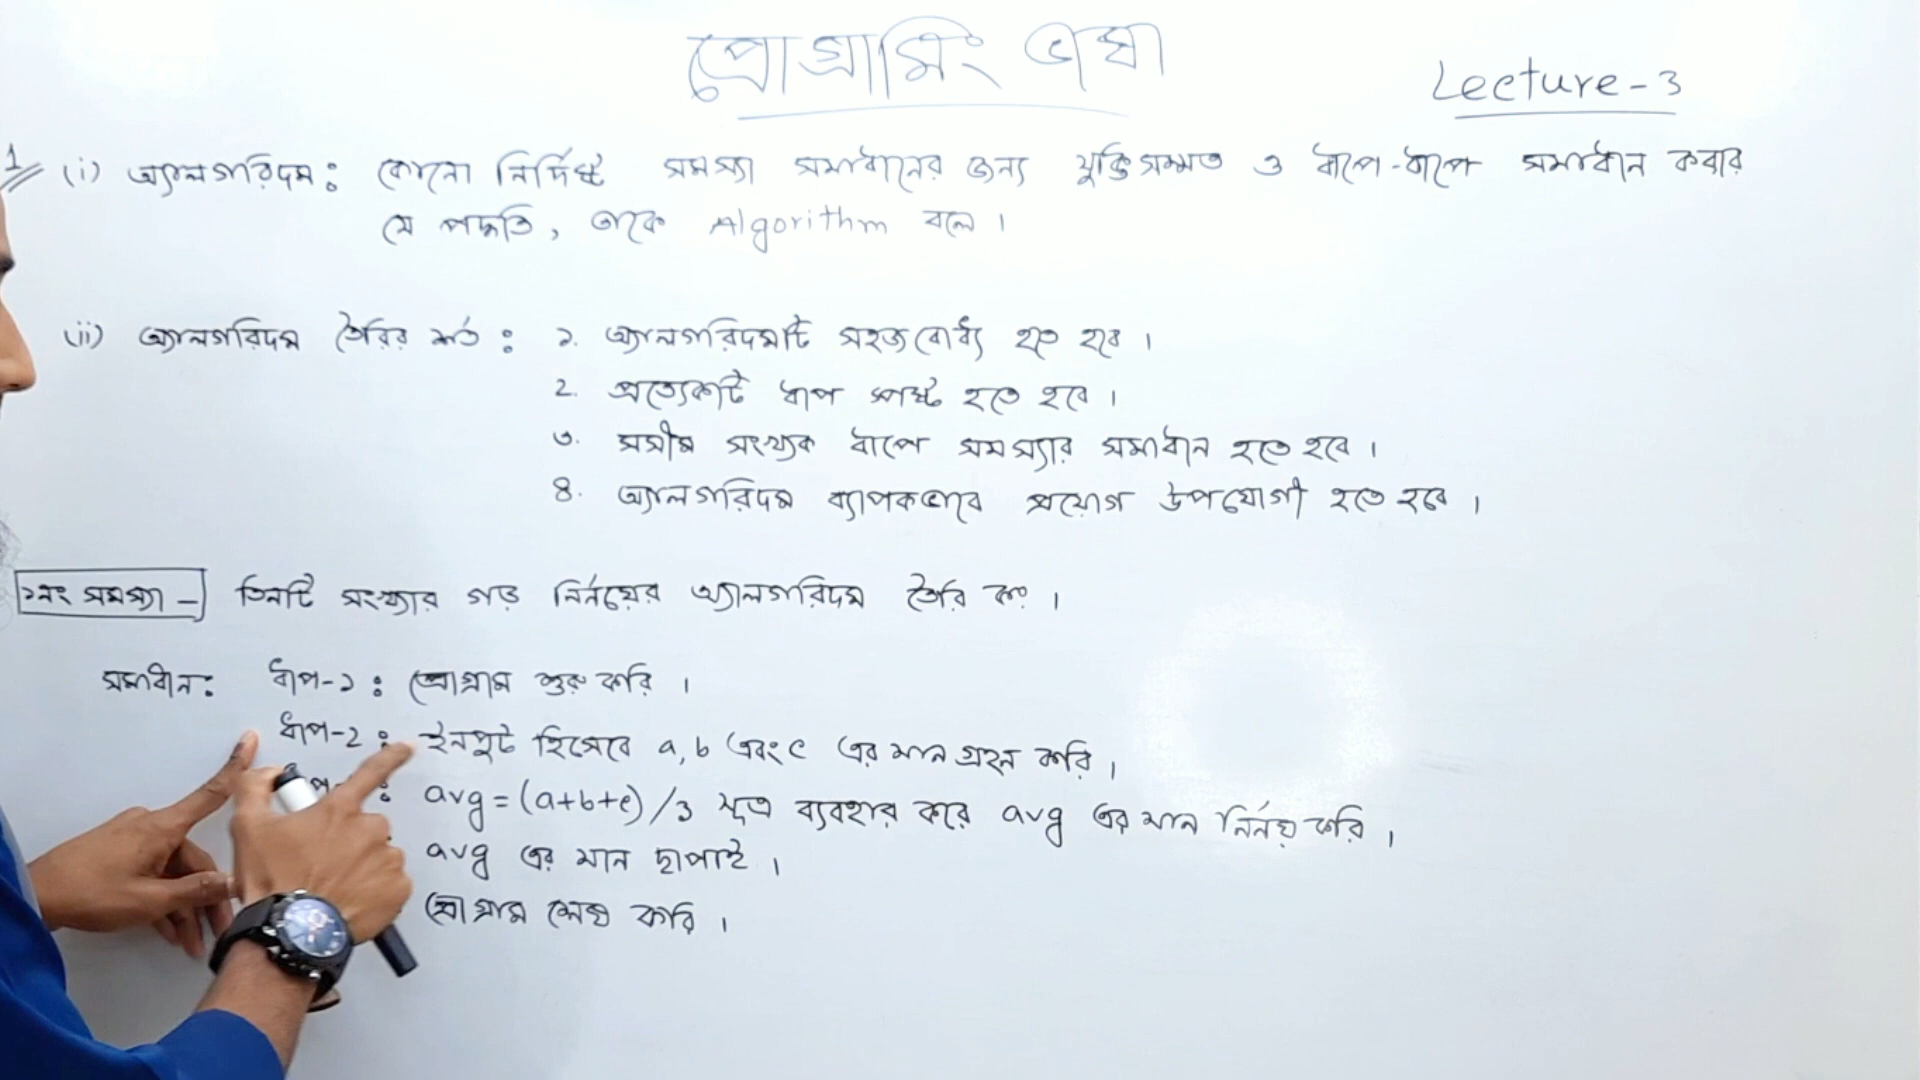 প্রোগ্রামিং ভাষা
Lecture-3
1 (i) অ্যালগরিদম : কোনো নির্দিষ্ট সমস্যা সমাধানের জন্য যুক্তিসম্মত ও ধাপে-ধাপে সমাধান করার
যে পদ্ধতি, তাকে Algorithm বলে ।
(ii) অ্যালগরিদম তৈরির শর্ত : ১. অ্যালগরিদমটি সহজবোধ্য হতে হবে ।
2. প্রত্যেকটি ধাপ স্পষ্ট হতে হবে ।
৩. সসীম সংখ্যক ধাপে সমস্যার সমাধান হতে হবে ।
৪. অ্যালগরিদম ব্যাপকভাবে প্রয়োগ উপযোগী হতে হবে ।
১নং সমস্যা - তিনটি সংখ্যার গড় নির্ণয়ের অ্যালগরিদম তৈরি কর ।
সমাধান: ধাপ-১ : প্রোগ্রাম শুরু করি ।
ধাপ-2 : ইনপুট হিসেবে a, b এবং c এর মান গ্রহন করি ।
: avg = (a+b+c)/3 সূত্র ব্যবহার করে avg এর মান নির্ণয় করি ।
avg এর মান ছাপাই ।
প্রোগ্রাম শেষ করি ।